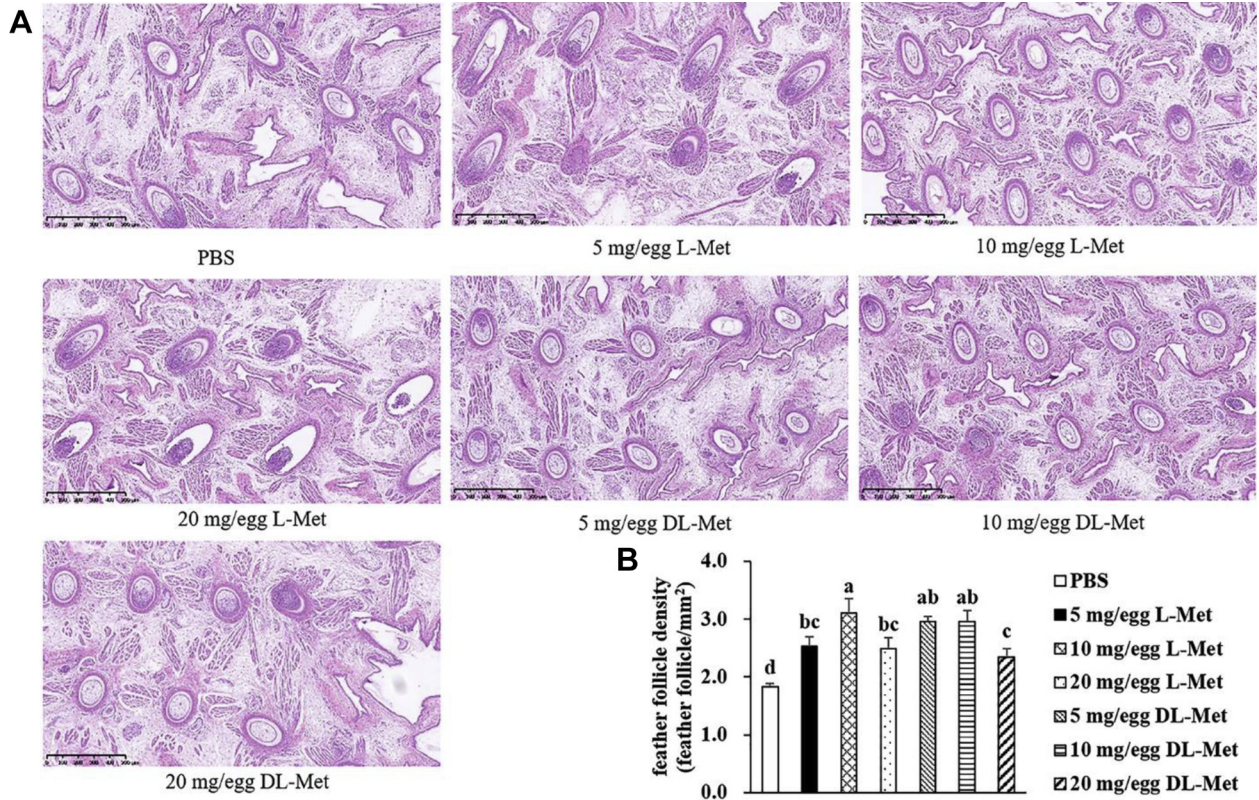 A
PBS
5 mg/egg L-Met
10 mg/egg L-Met
20 mg/egg L-Met
5 mg/egg DL-Met
10 mg/egg DL-Met
20 mg/egg DL-Met
B
feather follicle density
(feather follicle/mm²)
4.0
3.0
2.0
1.0
0.0
d
bc
a
bc
ab
ab
c
PBS
5 mg/egg L-Met
10 mg/egg L-Met
20 mg/egg L-Met
5 mg/egg DL-Met
10 mg/egg DL-Met
20 mg/egg DL-Met